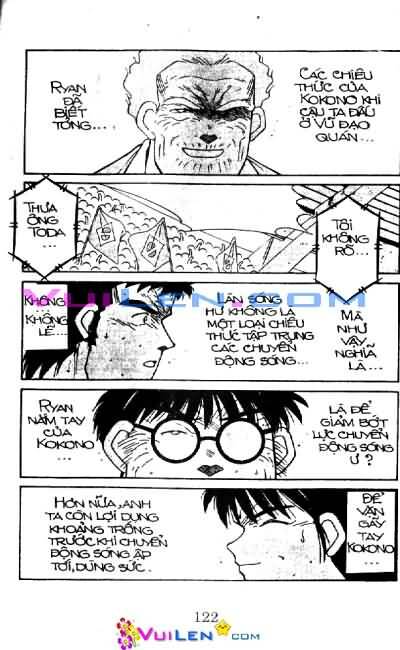 CÁC CHIÊU
THỨC CỦA
KOKONO KHI
CẬU TA ĐẤU
Ở VŨ ĐẠO
QUÁN...
RYAN
ĐÃ
BIẾT
TỎNG...
TÔI
KHÔNG
RÕ...
THƯA
ÔNG
TODA
...
MÀ
NHƯ
VẬY
NGHĨA
LÀ...
LÀN SÓNG
HƯ KHÔNG LÀ
MỘT LOẠI CHIÊU
THỨC TẬP TRUNG
CÁC CHUYỂN
ĐỘNG SÓNG...
KHÔNG
...
KHÔNG
LẼ
VuiLen.com
LÀ ĐỂ
GIẢM BỚT
LỰC CHUYỂN
ĐỘNG SÓNG
Ư ?
RYAN
NẮM TAY
CỦA
KOKONO
...
ĐỂ
VẶN
GÃY
TAY
KOKONO
...
HƠN NỮA, ANH
TA CÒN LỢI DỤNG
KHOẢNG TRỐNG
TRƯỚC KHI CHUYỂN
ĐỘNG SÓNG ẬP
TỚI, DÙNG SỨC.
122
VuiLen.com